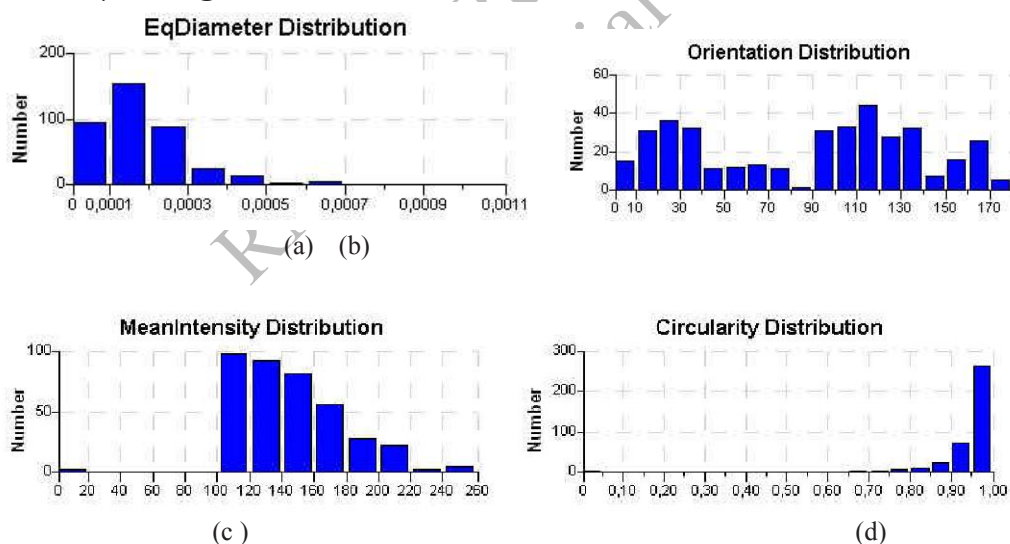 EqDiameter Distribution
Number
200
100
0
0 0,0001 0,0003 0,0005 0,0007 0,0009 0,0011
Orientation Distribution
Number
60
40
20
0
0 10 30 50 70 90 110 130 150 170
(a) (b)
MeanIntensity Distribution
Number
100
50
0
0 20 40 60 80 100 120 140 160 180 200 220 240 260
Circularity Distribution
Number
300
200
100
0
0 0,10 0,20 0,30 0,40 0,50 0,60 0,70 0,80 0,90 1,00
(c )
(d)